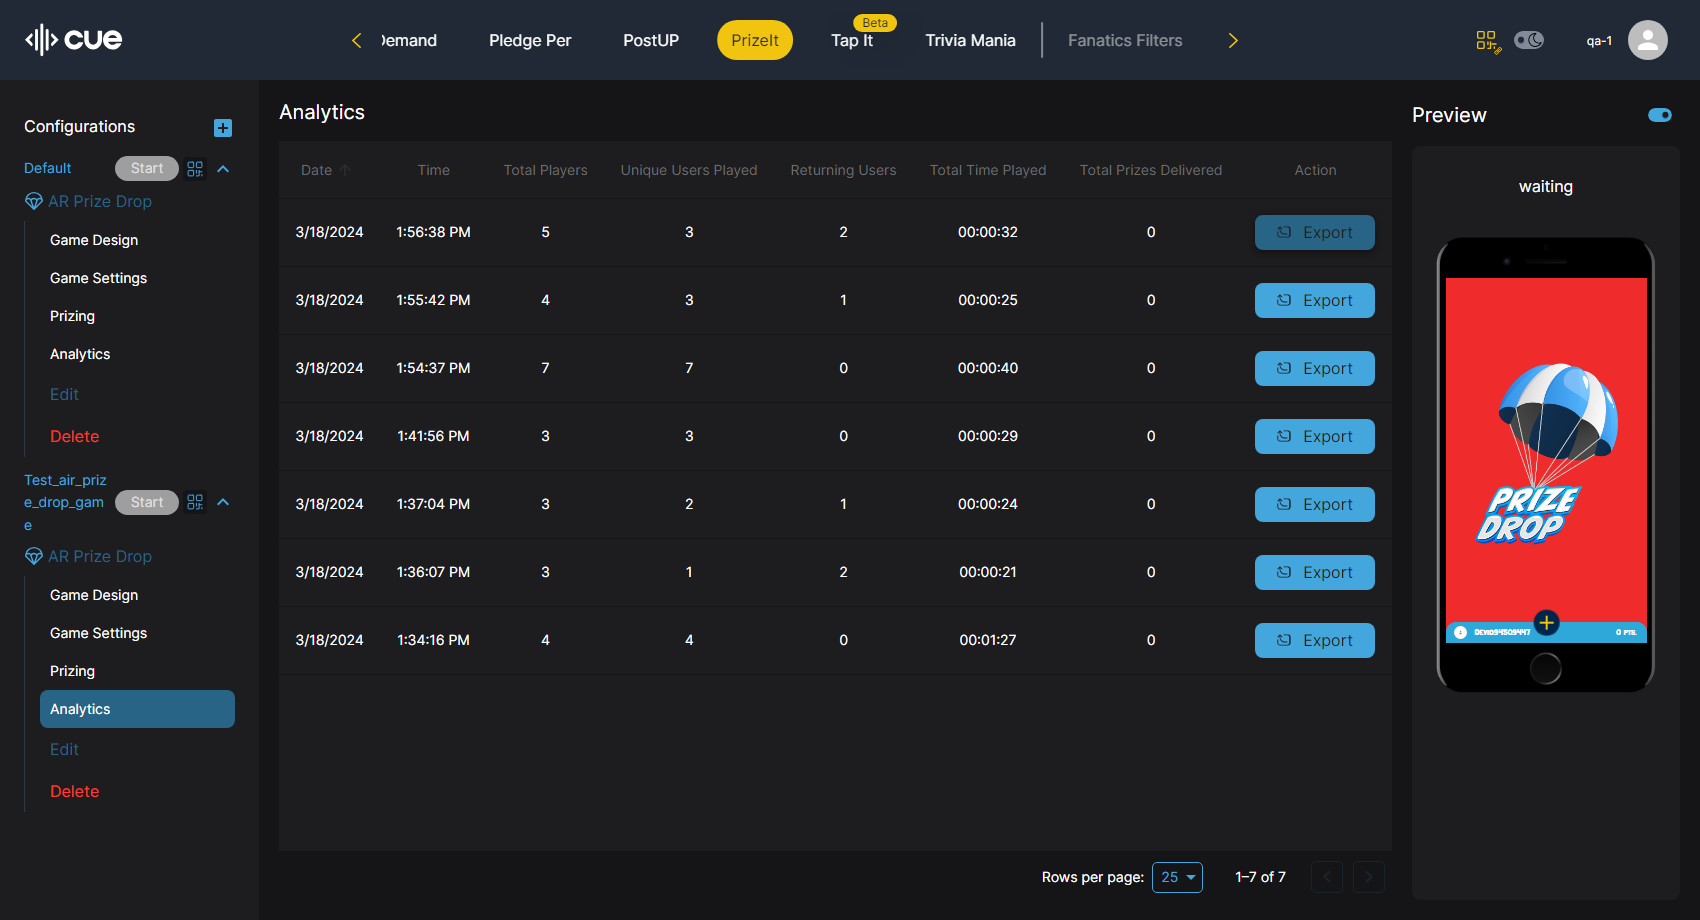 cue
Demand
Pledge Per
PostUP
PrizeIt
Beta
Tap It
Trivia Mania
Fanatics Filters
qa-1
Configurations
Default
Start
AR Prize Drop
Game Design
Game Settings
Prizing
Analytics
Edit
Delete
Test_air_priz
e_drop_gam
e
Start
AR Prize Drop
Game Design
Game Settings
Prizing
Analytics
Edit
Delete
Analytics
Date Time Total Players Unique Users Played Returning Users Total Time Played Total Prizes Delivered Action
3/18/2024 1:56:38 PM 5 3 2 00:00:32 0 Export
3/18/2024 1:55:42 PM 4 3 1 00:00:25 0 Export
3/18/2024 1:54:37 PM 7 7 0 00:00:40 0 Export
3/18/2024 1:41:56 PM 3 3 0 00:00:29 0 Export
3/18/2024 1:37:04 PM 3 2 1 00:00:24 0 Export
3/18/2024 1:36:07 PM 3 1 2 00:00:21 0 Export
3/18/2024 1:34:16 PM 4 4 0 00:01:27 0 Export
Rows per page: 25 1–7 of 7
Preview
waiting
PRIZE
DROP
0 PTS.